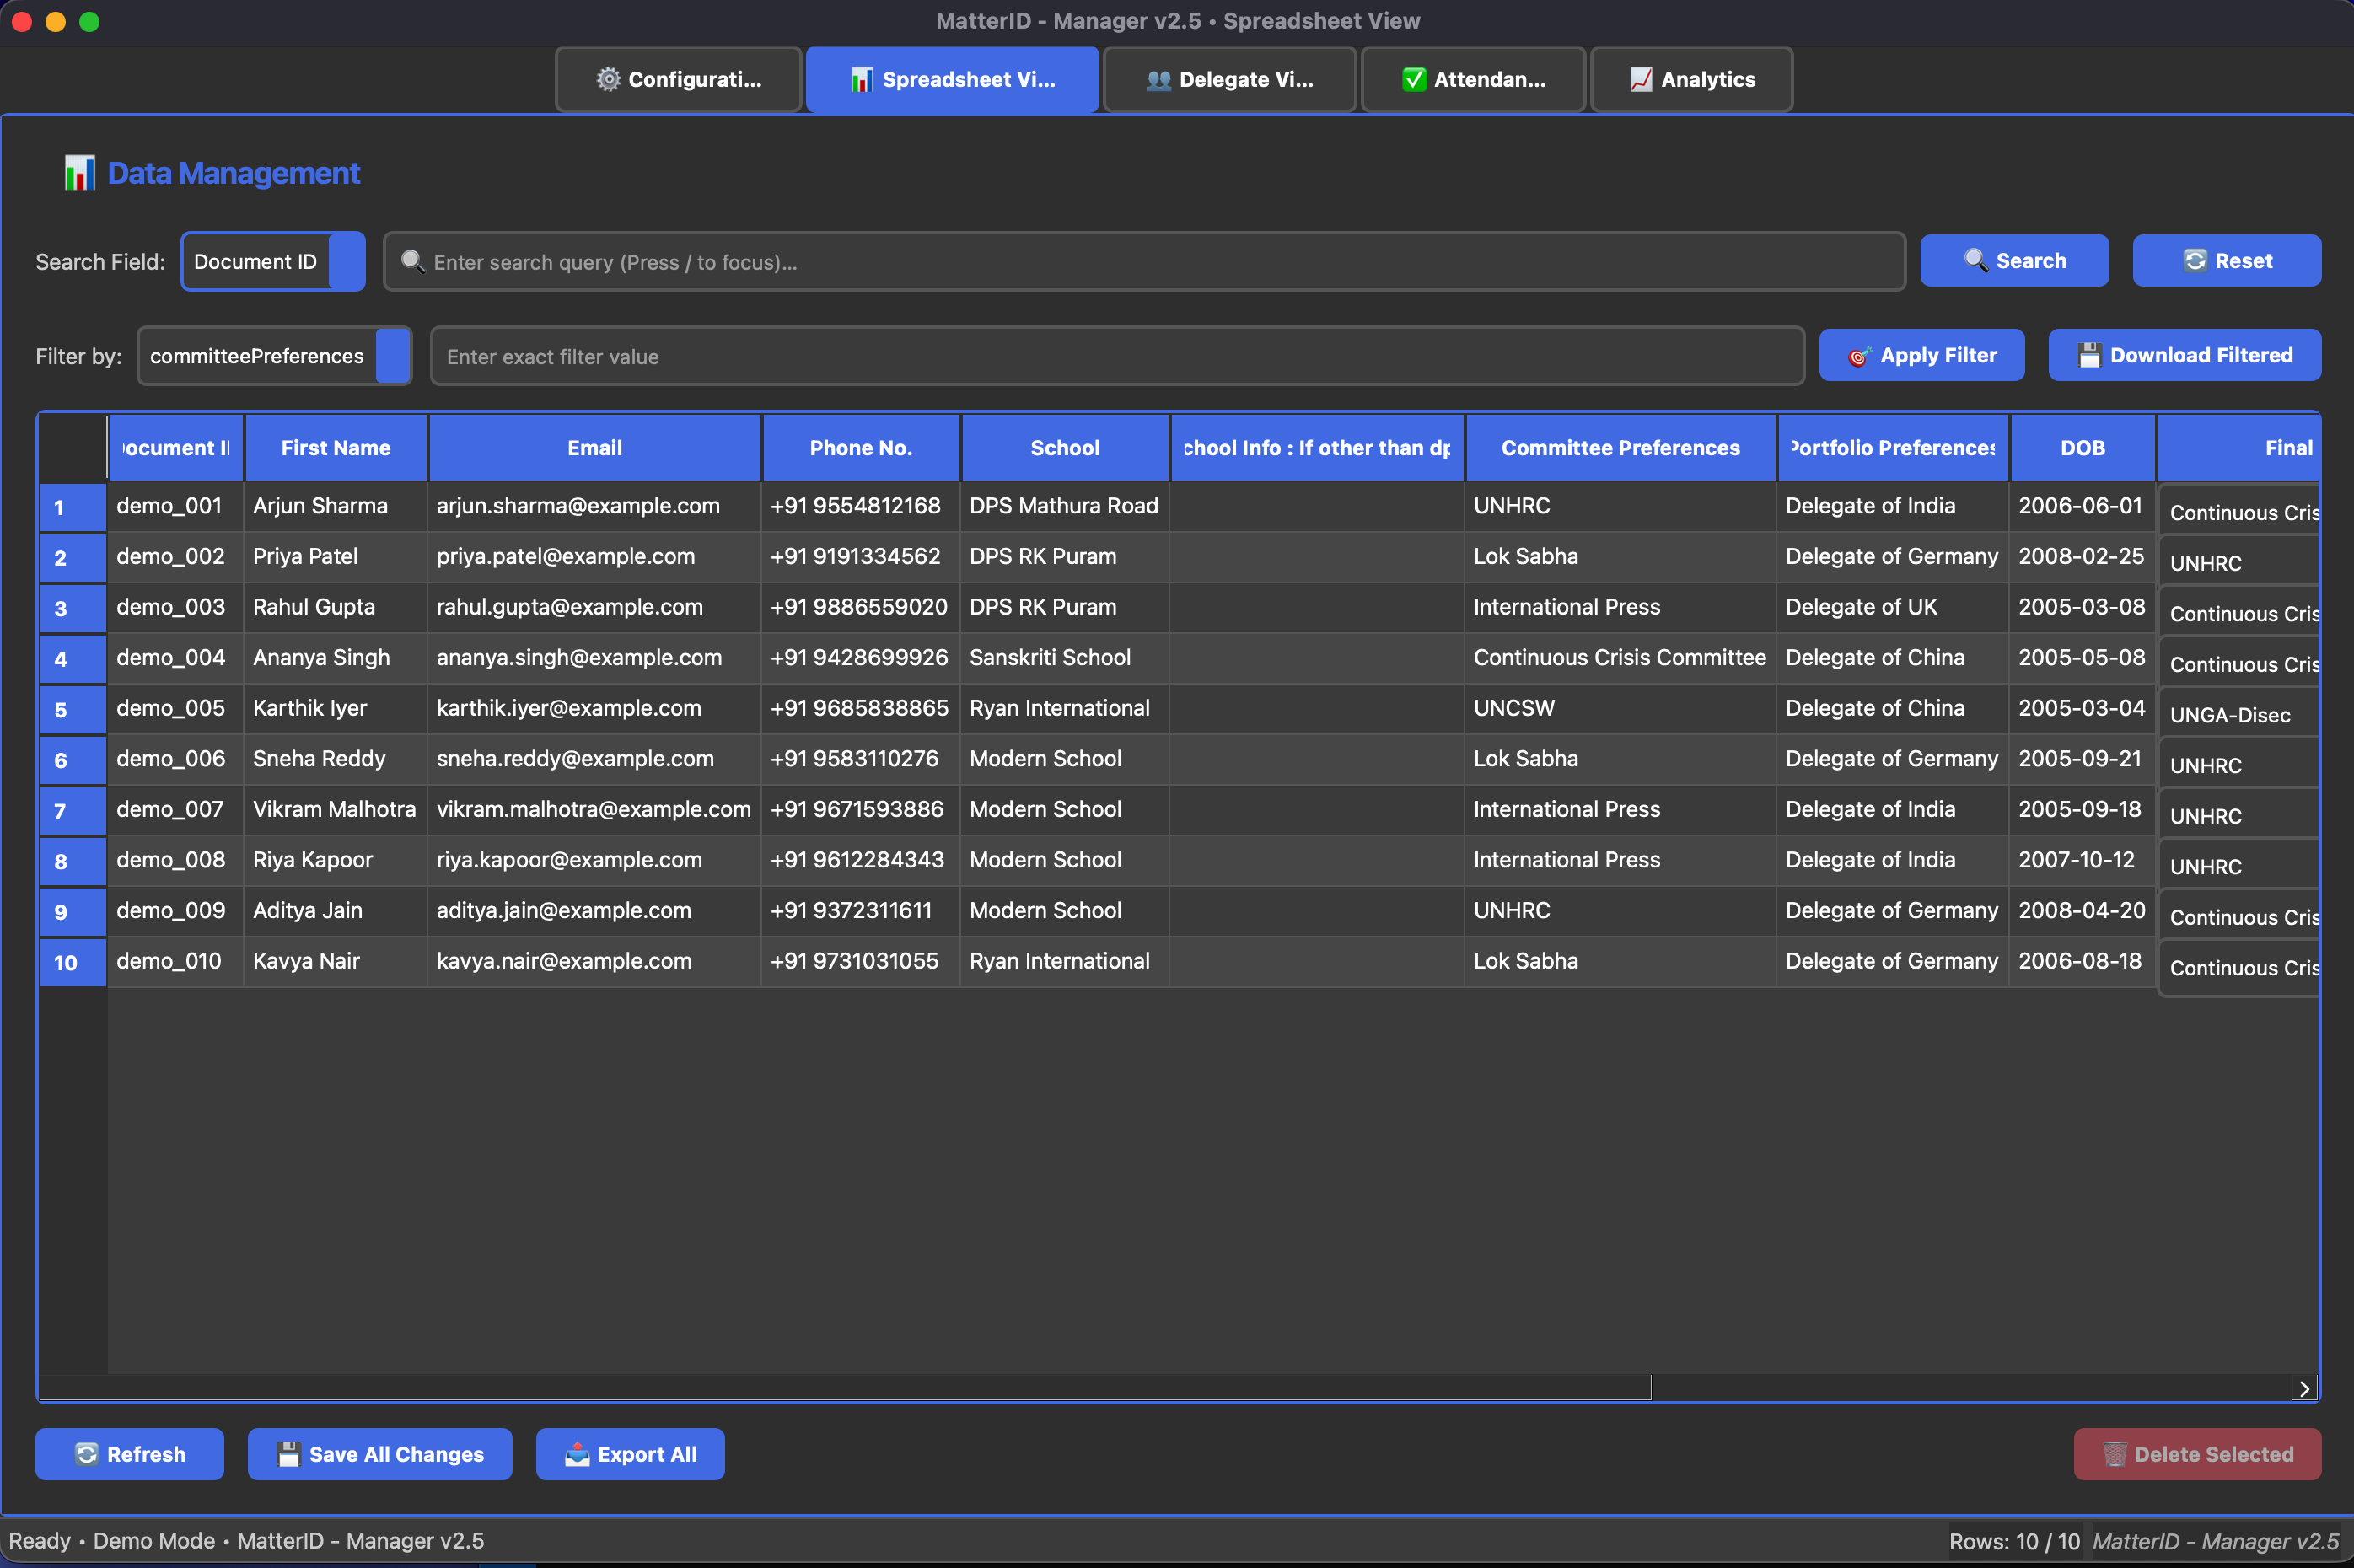 MatterID - Manager v2.5 • Spreadsheet View
Configurati... Spreadsheet Vi... Delegate Vi... Attendan... Analytics
Data Management
Search Field: Document ID Enter search query (Press / to focus)... Search Reset
Filter by: committeePreferences Enter exact filter value Apply Filter Download Filtered
ocument I First Name Email Phone No. School chool Info : If other than dp Committee Preferences Portfolio Preferences DOB Final
1 demo_001 Arjun Sharma arjun.sharma@example.com +91 9554812168 DPS Mathura Road UNHRC Delegate of India 2006-06-01 Continuous Cris
2 demo_002 Priya Patel priya.patel@example.com +91 9191334562 DPS RK Puram Lok Sabha Delegate of Germany 2008-02-25 UNHRC
3 demo_003 Rahul Gupta rahul.gupta@example.com +91 9886559020 DPS RK Puram International Press Delegate of UK 2005-03-08 Continuous Cris
4 demo_004 Ananya Singh ananya.singh@example.com +91 9428699926 Sanskriti School Continuous Crisis Committee Delegate of China 2005-05-08 Continuous Cris
5 demo_005 Karthik Iyer karthik.iyer@example.com +91 9685838865 Ryan International UNCSW Delegate of China 2005-03-04 UNGA-Disec
6 demo_006 Sneha Reddy sneha.reddy@example.com +91 9583110276 Modern School Lok Sabha Delegate of Germany 2005-09-21 UNHRC
7 demo_007 Vikram Malhotra vikram.malhotra@example.com +91 9671593886 Modern School International Press Delegate of India 2005-09-18 UNHRC
8 demo_008 Riya Kapoor riya.kapoor@example.com +91 9612284343 Modern School International Press Delegate of India 2007-10-12 UNHRC
9 demo_009 Aditya Jain aditya.jain@example.com +91 9372311611 Modern School UNHRC Delegate of Germany 2008-04-20 Continuous Cris
10 demo_010 Kavya Nair kavya.nair@example.com +91 9731031055 Ryan International Lok Sabha Delegate of Germany 2006-08-18 Continuous Cris
Refresh Save All Changes Export All Delete Selected
Ready • Demo Mode • MatterID - Manager v2.5 Rows: 10 / 10 MatterID - Manager v2.5